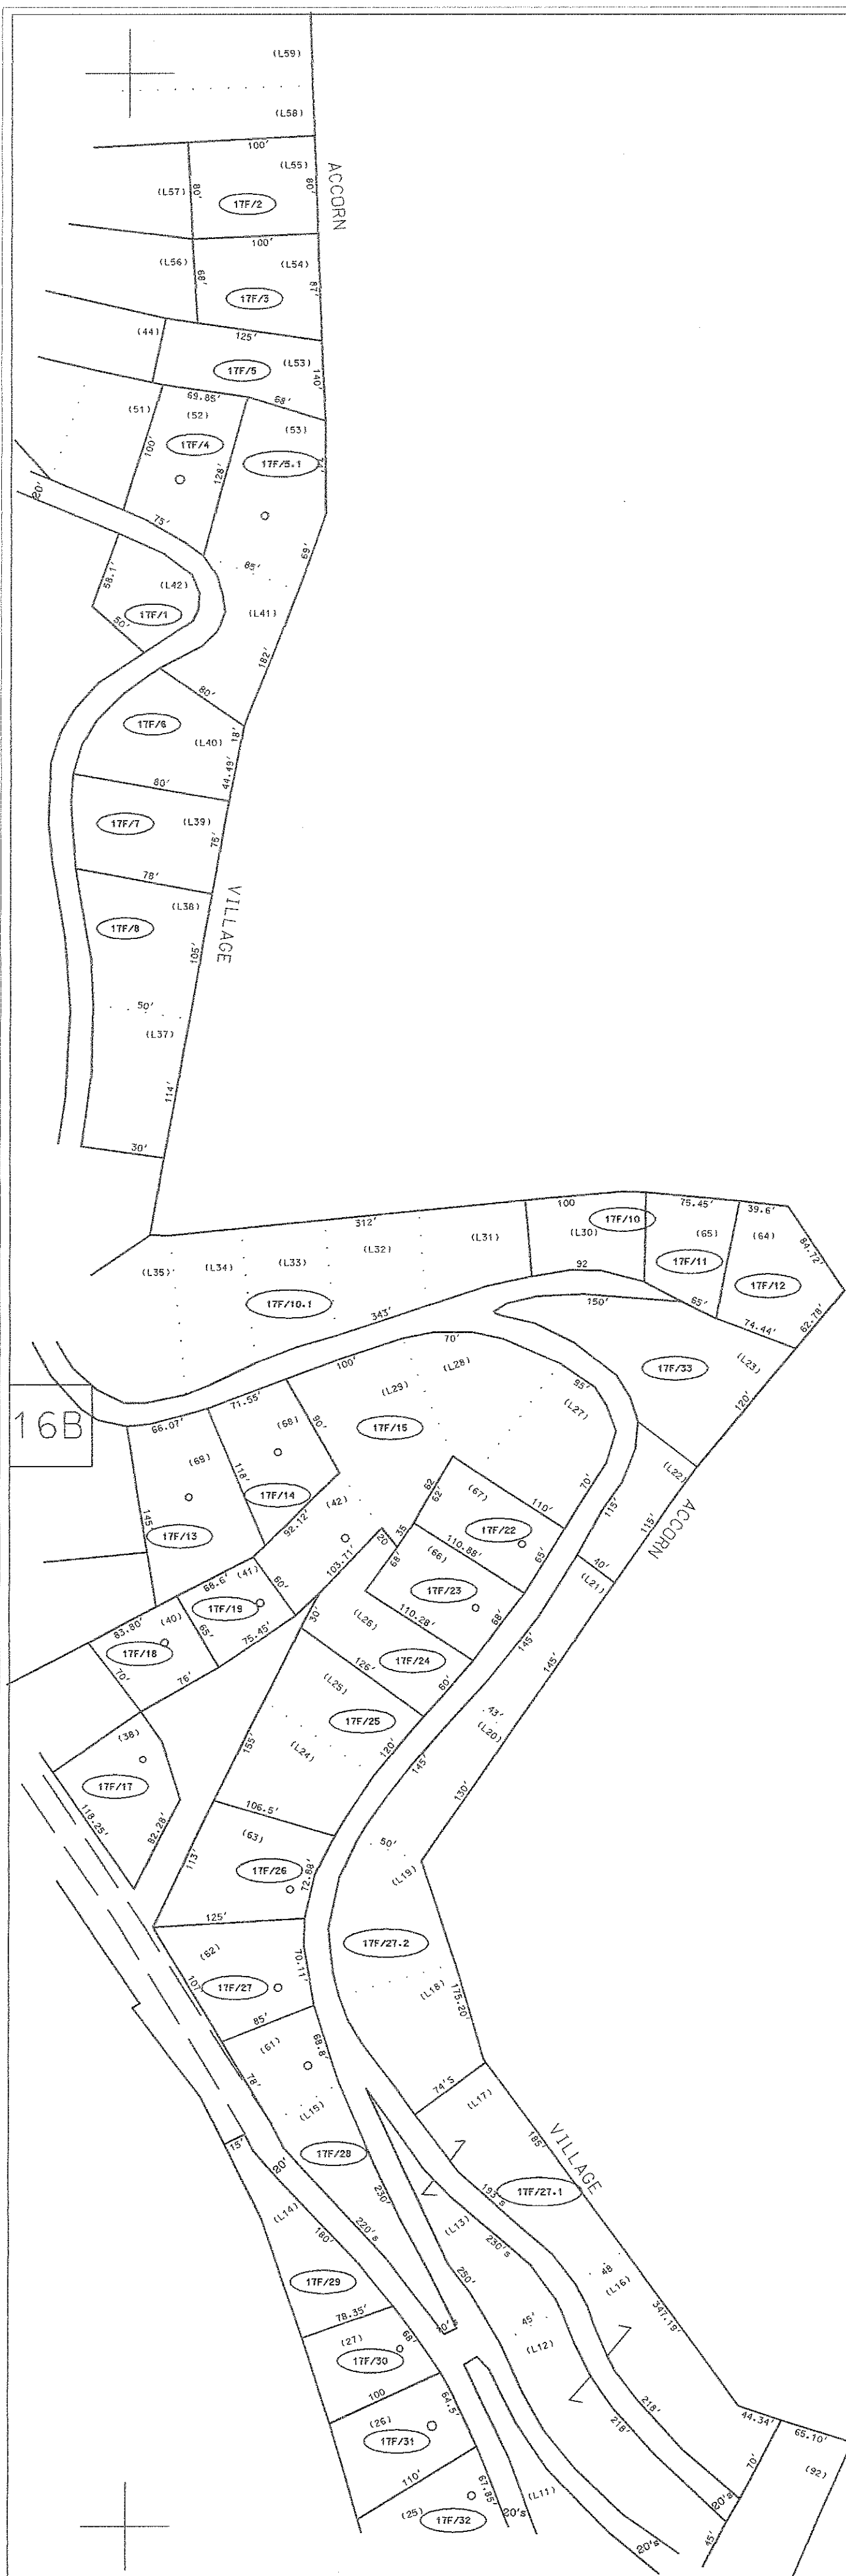 (L59)
(L58)
100'
ACCORN
(L55)
(L57)
80'
80'
17F/2
100'
(L56)
(L54)
68'
87'
17F/3
(44)
125'
(L53)
17F/5
140'
69.85'
68'
(51)
(52)
(53)
100'
17F/4
17F/5.1
128'
74'
20'
75'
69'
85'
58.1'
(L42)
17F/1
(L41)
50'
182'
80'
17F/6
18'
(L40)
44.49'
80'
17F/7
(L39)
75'
78'
VILLAGE
(L38)
17F/8
105'
50'
(L37)
114'
30'
100
75.45'
39.6'
312'
17F/10
(L30)
(65)
(64)
(L31)
(L32)
(L33)
(L34)
(L35)
84.72'
92
17F/11
17F/12
17F/10.1
343'
150'
65'
62.78'
74.44'
70'
100'
(L28)
(L23)
17F/33
95'
(L29)
(L27)
120'
16B
66.07'
71.55'
17F/15
(68)
90'
(69)
(L22)
118'
62
62'
(67)
70'
115'
110'
17F/14
(42)
115'
ACCORN
145'
92.12'
17F/22
17F/13
20
35
110.88'
65'
40'
(66)
68'
(L21)
103.71'
17F/23
68.6'
(41)
60'
83.80'
(40)
17F/19
110.28'
68'
30'
(L26)
65'
75.45'
145'
145'
17F/18
17F/24
126'
70'
76'
60'
(L25)
43'
(L20)
17F/25
(38)
155'
(L24)
120'
145'
17F/17
130'
118.25'
106.5'
82.28'
(63)
50'
113'
17F/26
72.68'
(L19)
125'
17F/27.2
(62)
70.11'
107'
17F/27
(L18)
175.20'
85'
(61)
68.8'
78'
74'S
(L17)
(L15)
VILLAGE
185'
15'
17F/28
20'
230'
193's
17F/27.1
(L14)
220's
(L13)
230's
180'
250'
48
(L16)
17F/29
347.19'
45'
78.35'
20's
(L12)
(27)
68'
17F/30
100
218'
218'
44.34'
64.5'
65.10'
(26)
17F/31
70'
(92)
110'
67.85'
(L11)
20's
(25)
20's
17F/32
45'
20's